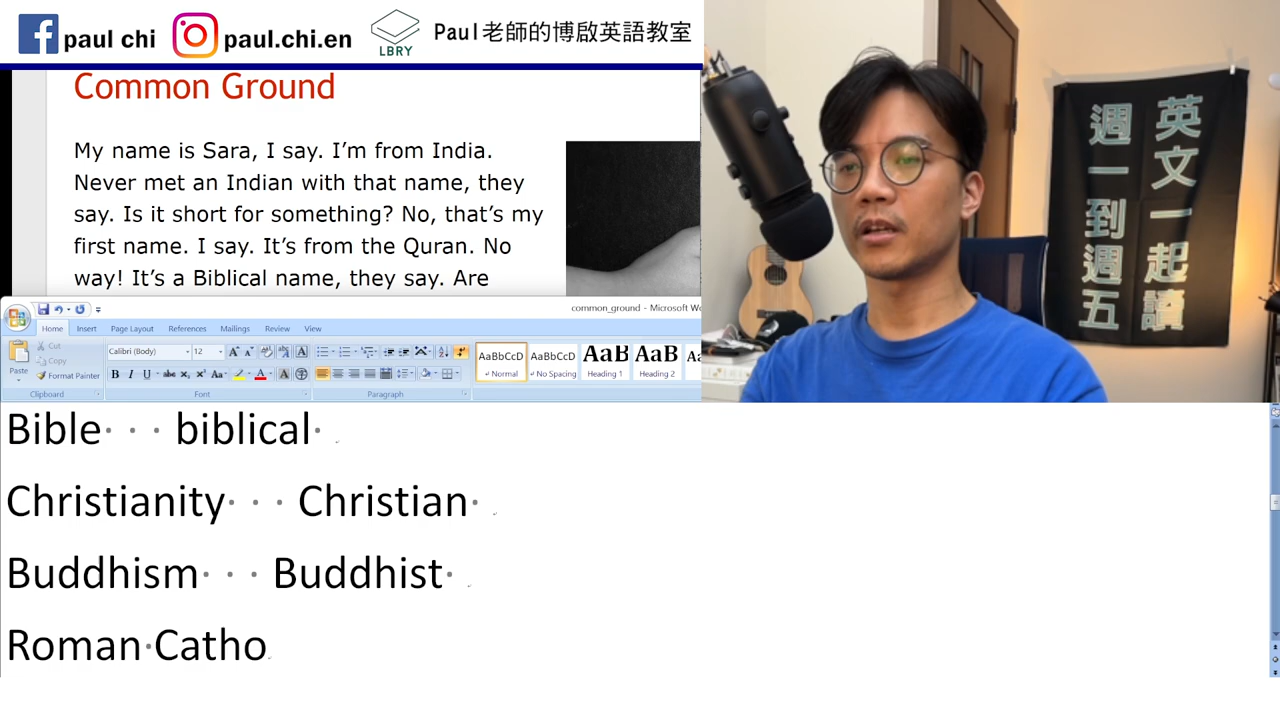 paul chi
paul.chi.en
LBRY
Paul老師的博啟英語教室
Common Ground
My name is Sara, I say. I’m from India.
Never met an Indian with that name, they
say. Is it short for something? No, that’s my
first name. I say. It’s from the Quran. No
way! It’s a Biblical name, they say. Are
common_ground - Microsoft Wo
Home Insert Page Layout References Mailings Review View
Paste
Cut
Copy
Format Painter
Clipboard
Calibri (Body) 12
Font
Paragraph
AaBbCcD AaBbCcD AaBb AaB
Normal No Spacing Heading 1 Heading 2
Bible biblical
Christianity Christian
Buddhism Buddhist
Roman Catho
英文一起讀
週一到週五